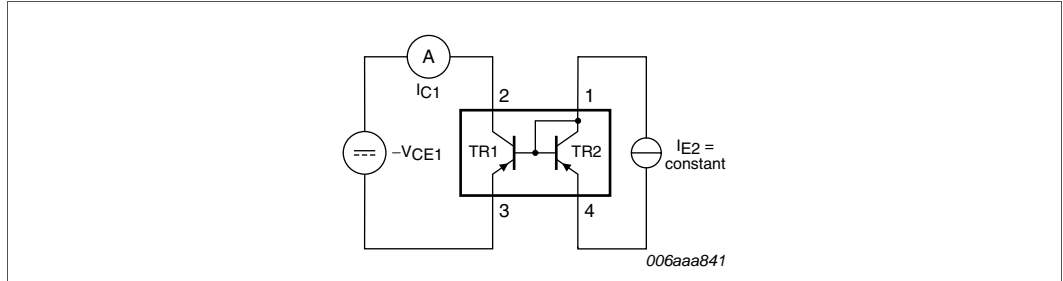 A
IC1
2
1
–VCE1
TR1
TR2
IE2 =
constant
3
4
006aaa841